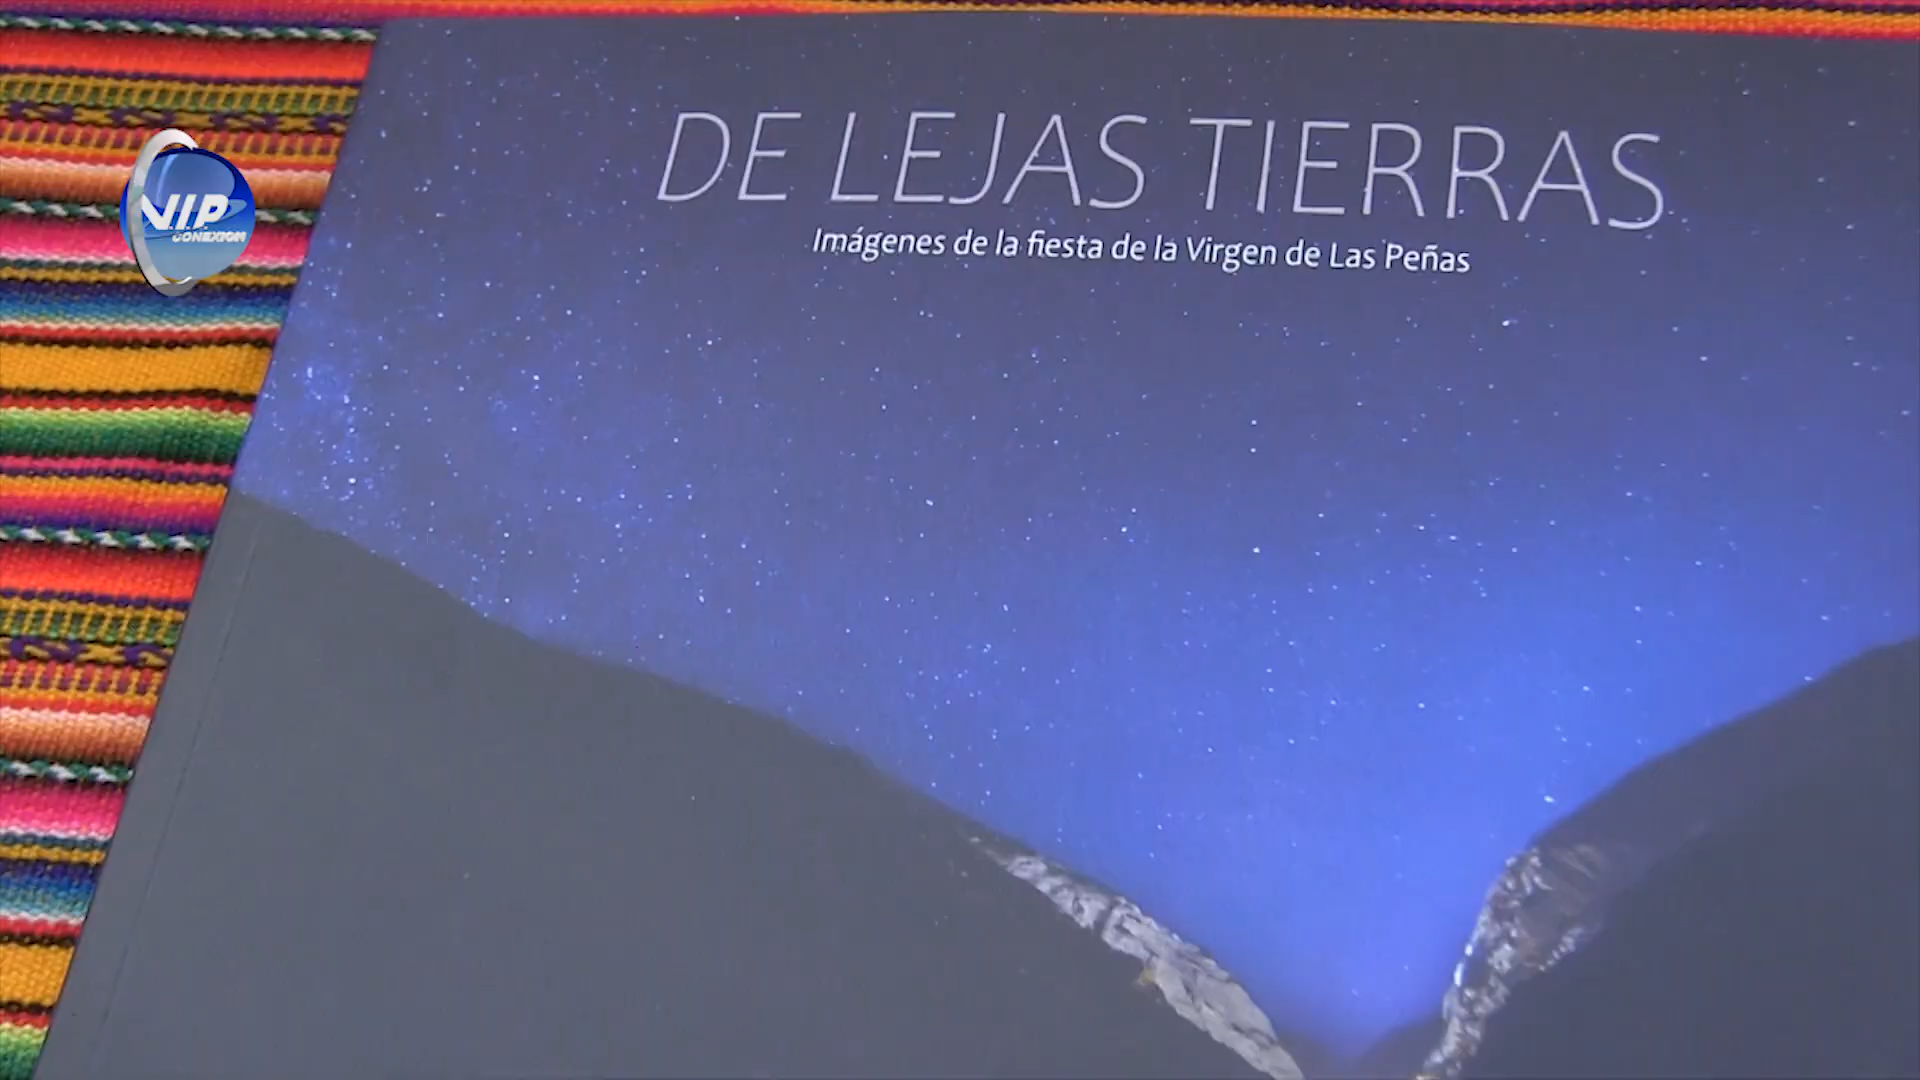 DE LEJAS TIERRAS
Imágenes de la fiesta de la Virgen de Las Peñas
V.I.P.
CONEXION